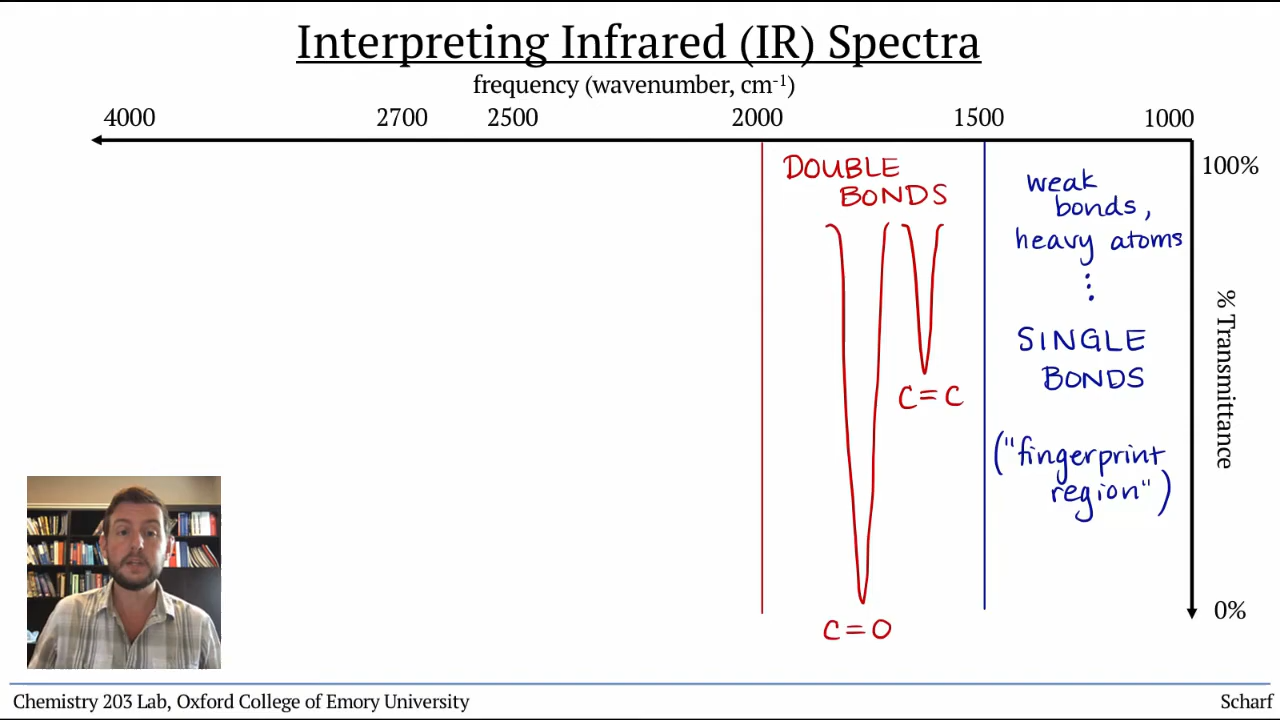 Interpreting Infrared (IR) Spectra
frequency (wavenumber, cm⁻¹)
4000 2700 2500 2000 1500 1000
100%
DOUBLE
BONDS
weak
bonds,
heavy atoms
⋮
SINGLE
BONDS
("fingerprint
region")
% Transmittance
C=C
C=O
0%
Chemistry 203 Lab, Oxford College of Emory University
Scharf